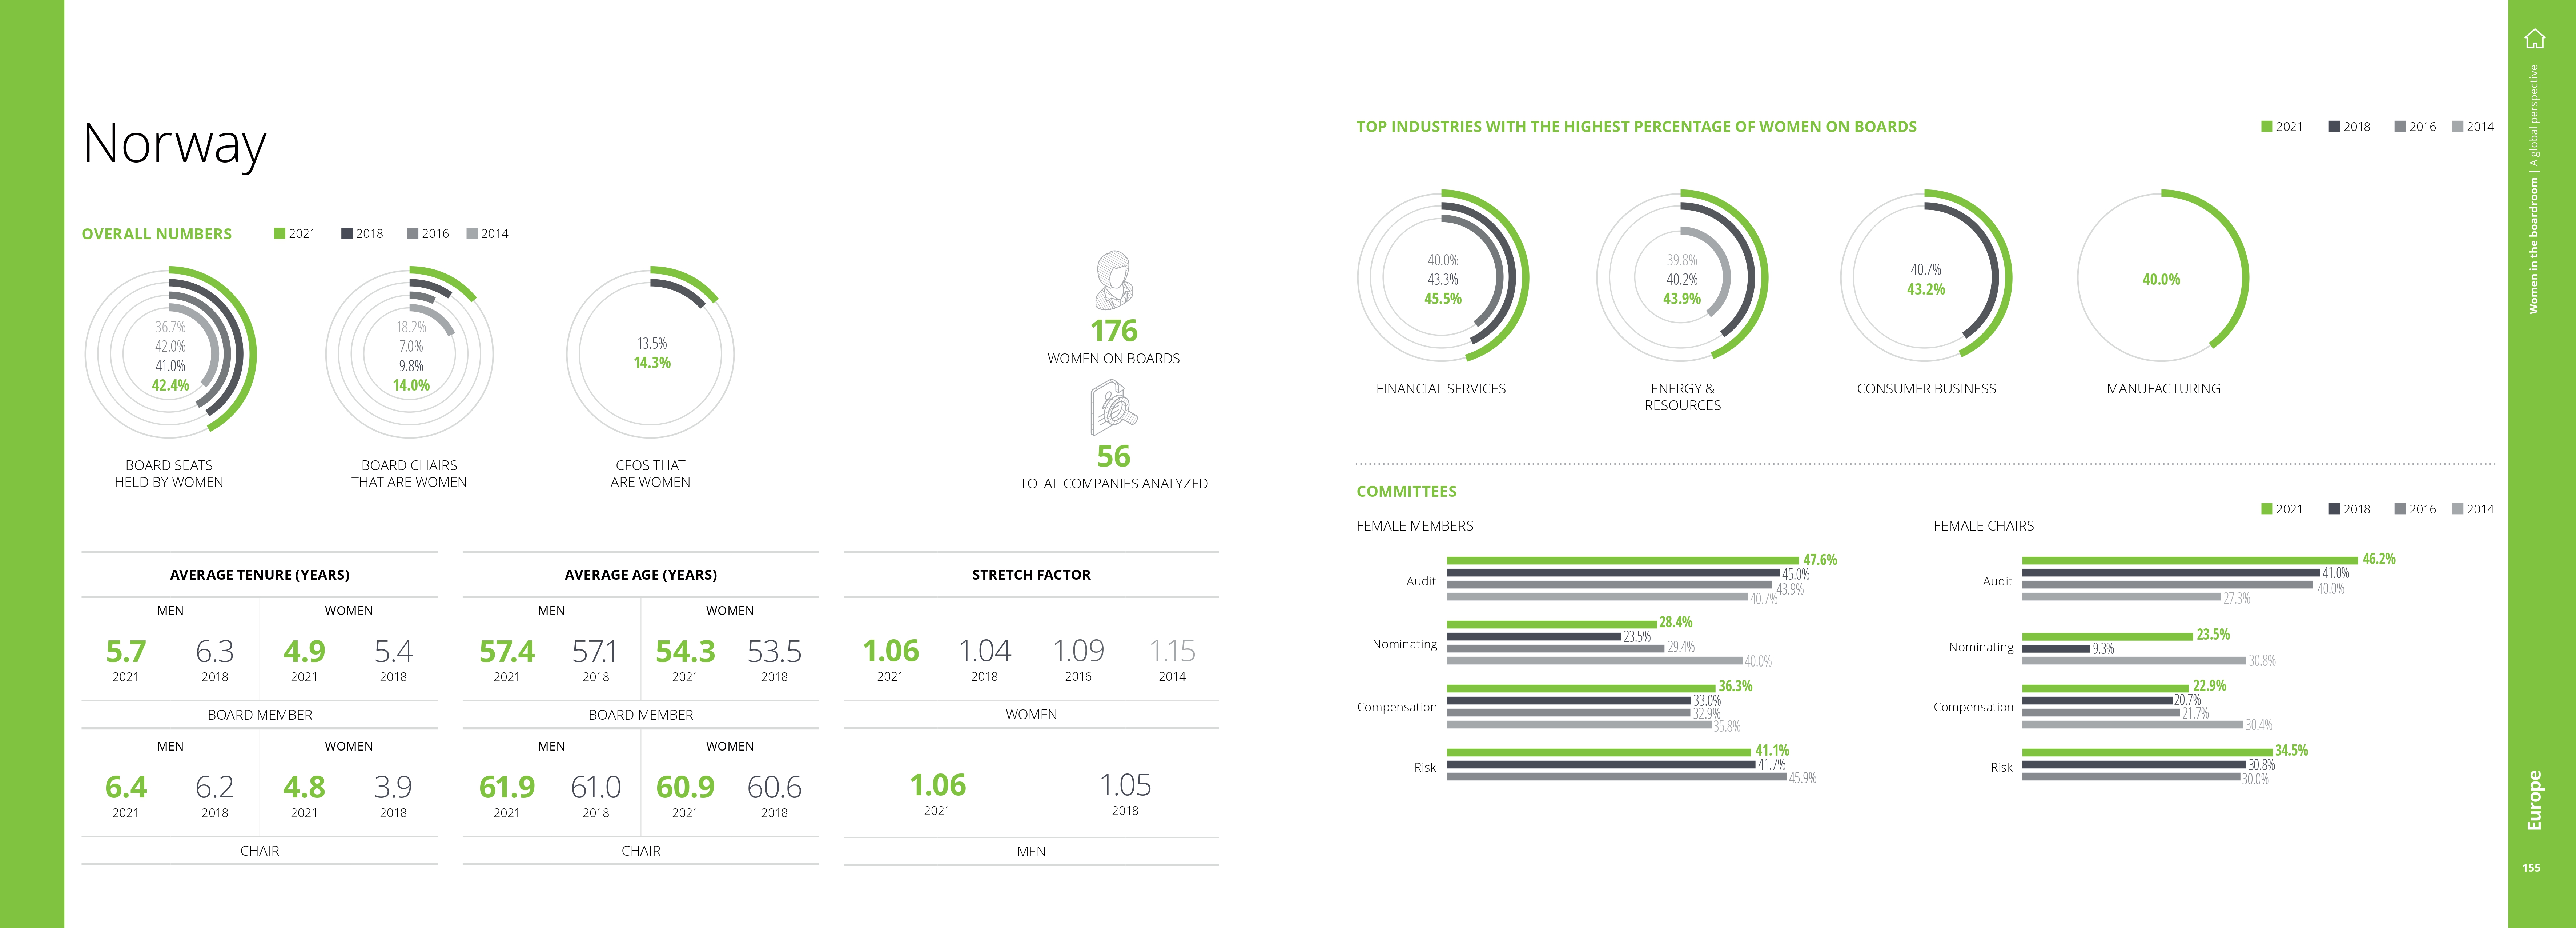 Norway
OVERALL NUMBERS
2021
2018
2016
2014
36.7%
42.0%
41.0%
42.4%
BOARD SEATS
HELD BY WOMEN
18.2%
7.0%
9.8%
14.0%
BOARD CHAIRS
THAT ARE WOMEN
13.5%
14.3%
CFOS THAT
ARE WOMEN
176
WOMEN ON BOARDS
56
TOTAL COMPANIES ANALYZED
AVERAGE TENURE (YEARS)
MEN WOMEN
5.7 6.3 4.9 5.4
2021 2018 2021 2018
BOARD MEMBER
MEN WOMEN
6.4 6.2 4.8 3.9
2021 2018 2021 2018
CHAIR
AVERAGE AGE (YEARS)
MEN WOMEN
57.4 57.1 54.3 53.5
2021 2018 2021 2018
BOARD MEMBER
MEN WOMEN
61.9 61.0 60.9 60.6
2021 2018 2021 2018
CHAIR
STRETCH FACTOR
1.06 1.04 1.09 1.15
2021 2018 2016 2014
WOMEN
1.06 1.05
2021 2018
MEN
TOP INDUSTRIES WITH THE HIGHEST PERCENTAGE OF WOMEN ON BOARDS
2021 2018 2016 2014
40.0%
43.3%
45.5%
FINANCIAL SERVICES
39.8%
40.2%
43.9%
ENERGY &
RESOURCES
40.7%
43.2%
CONSUMER BUSINESS
40.0%
MANUFACTURING
COMMITTEES
2021 2018 2016 2014
FEMALE MEMBERS
Audit
47.6%
45.0%
43.9%
40.7%
Nominating
28.4%
23.5%
29.4%
40.0%
Compensation
36.3%
33.0%
32.9%
35.8%
Risk
41.1%
41.7%
45.9%
FEMALE CHAIRS
Audit
46.2%
41.0%
40.0%
27.3%
Nominating
23.5%
9.3%
30.8%
Compensation
22.9%
20.7%
21.7%
30.4%
Risk
34.5%
30.8%
30.0%
Women in the boardroom | A global perspective
Europe
155